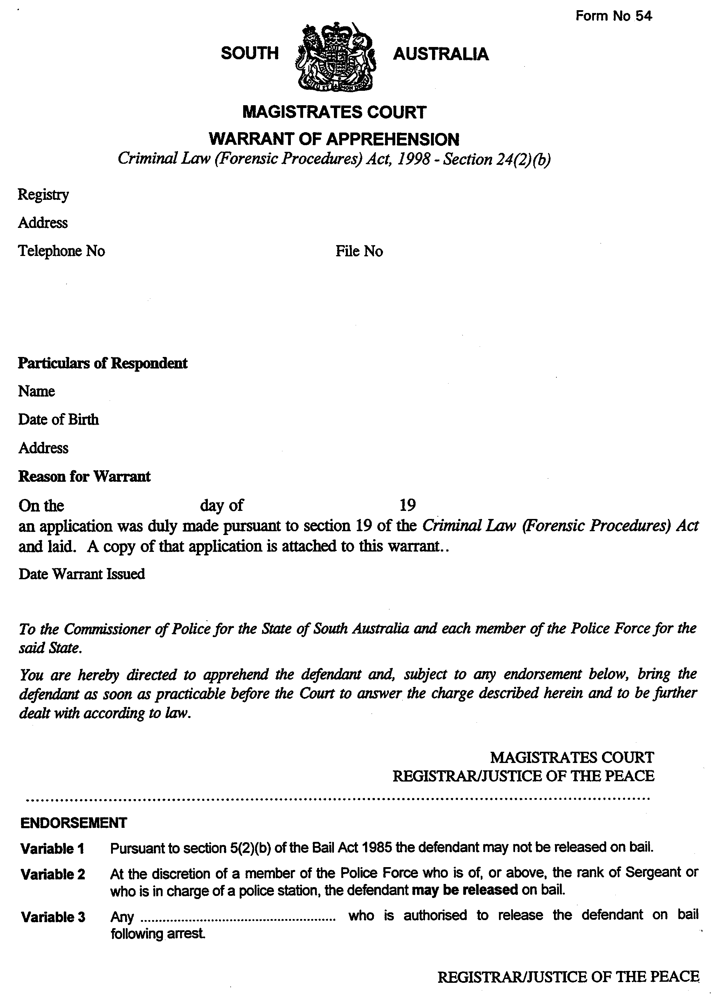 Form No 54
SOUTH AUSTRALIA
DIEU ET MON DROIT
MAGISTRATES COURT
WARRANT OF APPREHENSION
Criminal Law (Forensic Procedures) Act, 1998 - Section 24(2)(b)
Registry
Address
Telephone No File No
Particulars of Respondent
Name
Date of Birth
Address
Reason for Warrant
On the day of 19
an application was duly made pursuant to section 19 of the Criminal Law (Forensic Procedures) Act
and laid. A copy of that application is attached to this warrant..
Date Warrant Issued
To the Commissioner of Police for the State of South Australia and each member of the Police Force for the
said State.
You are hereby directed to apprehend the defendant and, subject to any endorsement below, bring the
defendant as soon as practicable before the Court to answer the charge described herein and to be further
dealt with according to law.
MAGISTRATES COURT
REGISTRAR/JUSTICE OF THE PEACE
ENDORSEMENT
Variable 1 Pursuant to section 5(2)(b) of the Bail Act 1985 the defendant may not be released on bail.
Variable 2 At the discretion of a member of the Police Force who is of, or above, the rank of Sergeant or
who is in charge of a police station, the defendant may be released on bail.
Variable 3 Any .................................................... who is authorised to release the defendant on bail
following arrest.
REGISTRAR/JUSTICE OF THE PEACE